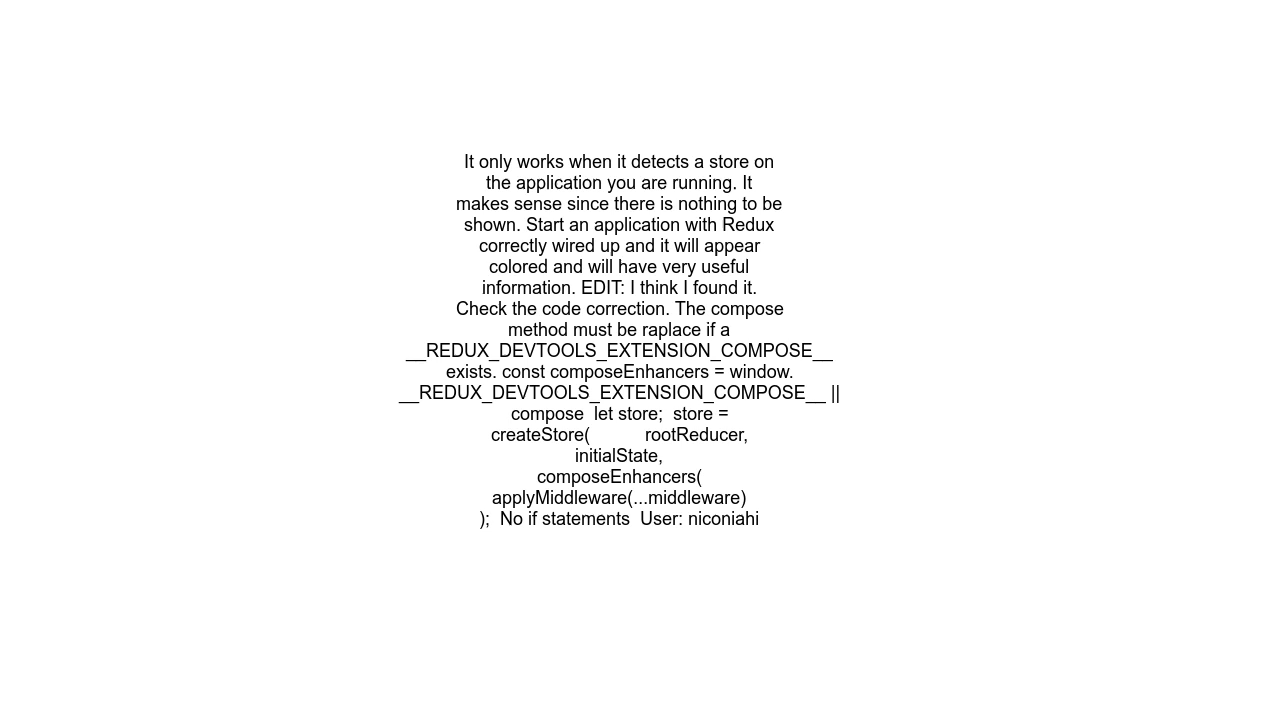 It only works when it detects a store on
the application you are running. It
makes sense since there is nothing to be
shown. Start an application with Redux
correctly wired up and it will appear
colored and will have very useful
information. EDIT: I think I found it.
Check the code correction. The compose
method must be raplace if a
__REDUX_DEVTOOLS_EXTENSION_COMPOSE__
exists. const composeEnhancers = window.
__REDUX_DEVTOOLS_EXTENSION_COMPOSE__ ||
compose  let store;  store =
createStore(           rootReducer,
initialState,
composeEnhancers(
applyMiddleware(...middleware)
);  No if statements  User: niconiahi